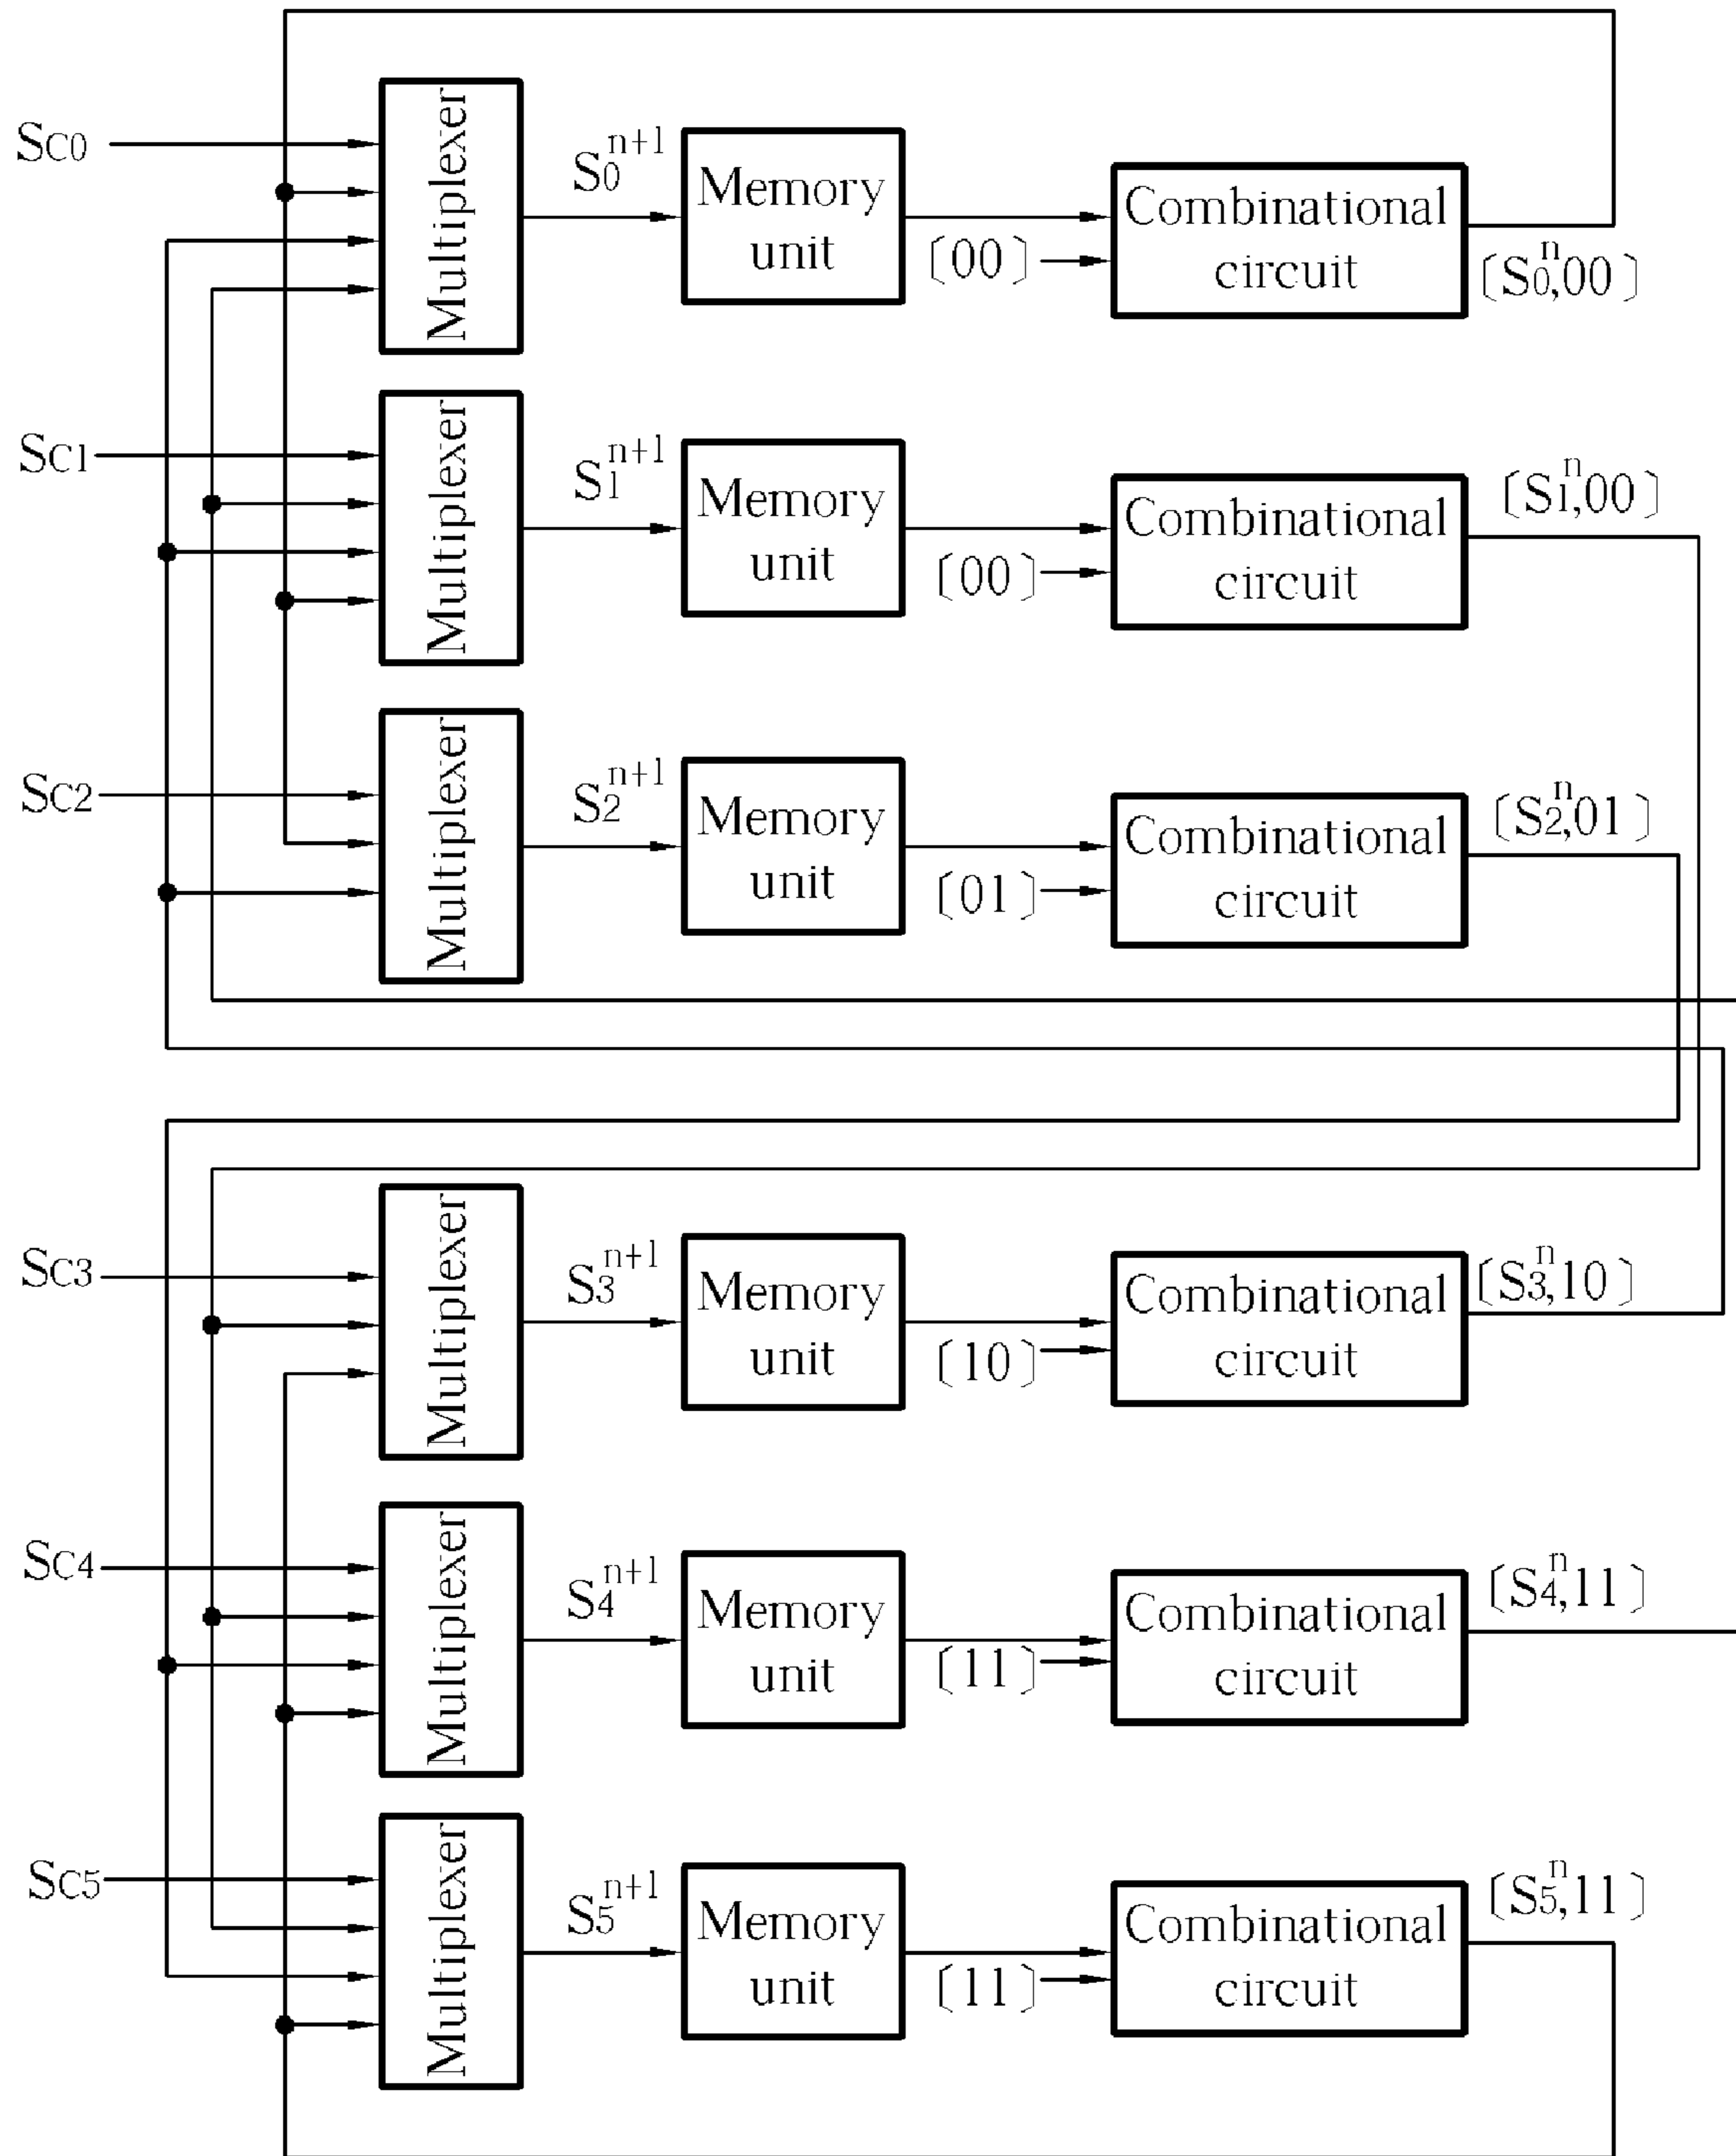 SC0
Multiplexer
S0n+1
Memory
unit
[00]
Combinational
circuit
[S0n,00]
SC1
Multiplexer
S1n+1
Memory
unit
[00]
Combinational
circuit
[S1n,00]
SC2
Multiplexer
S2n+1
Memory
unit
[01]
Combinational
circuit
[S2n,01]
SC3
Multiplexer
S3n+1
Memory
unit
[10]
Combinational
circuit
[S3n,10]
SC4
Multiplexer
S4n+1
Memory
unit
[11]
Combinational
circuit
[S4n,11]
SC5
Multiplexer
S5n+1
Memory
unit
[11]
Combinational
circuit
[S5n,11]